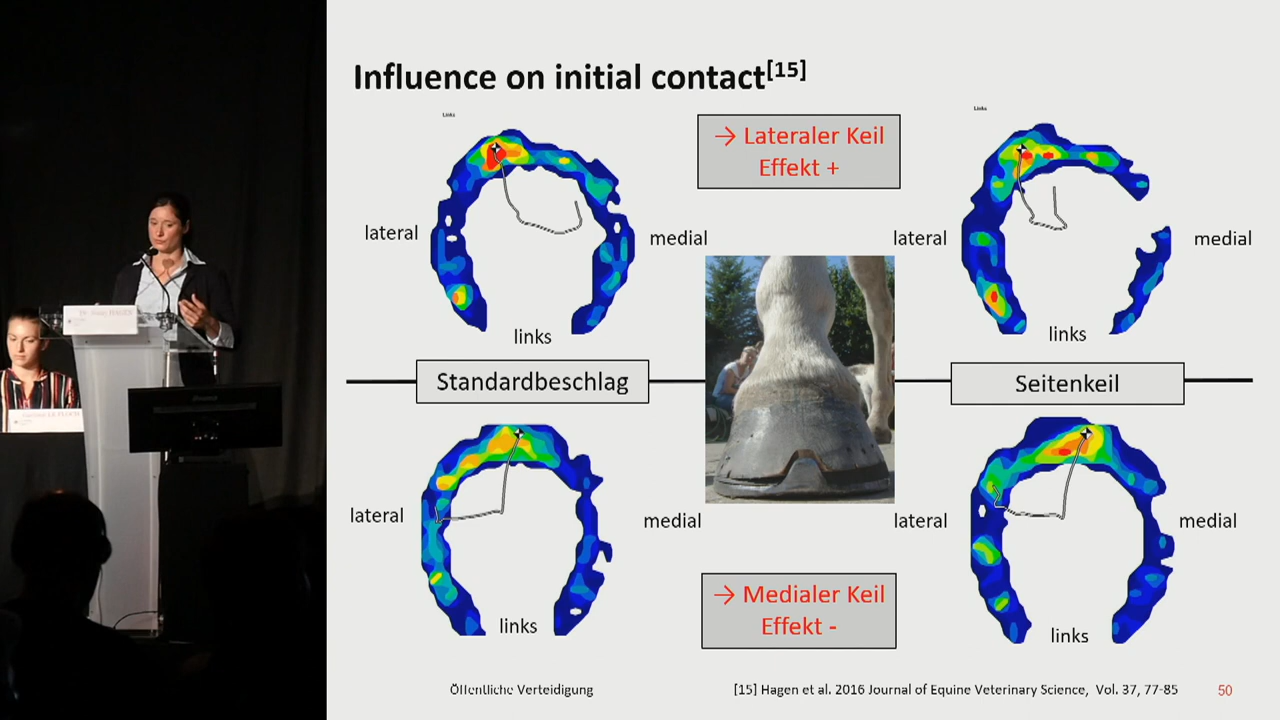 Influence on initial contact[15]
Links
Links
→ Lateraler Keil
Effekt +
lateral
medial
lateral
medial
links
links
Standardbeschlag
Seitenkeil
lateral
medial
lateral
medial
→ Medialer Keil
Effekt -
links
links
Öffentliche Verteidigung
[15] Hagen et al. 2016 Journal of Equine Veterinary Science, Vol. 37, 77-85
50